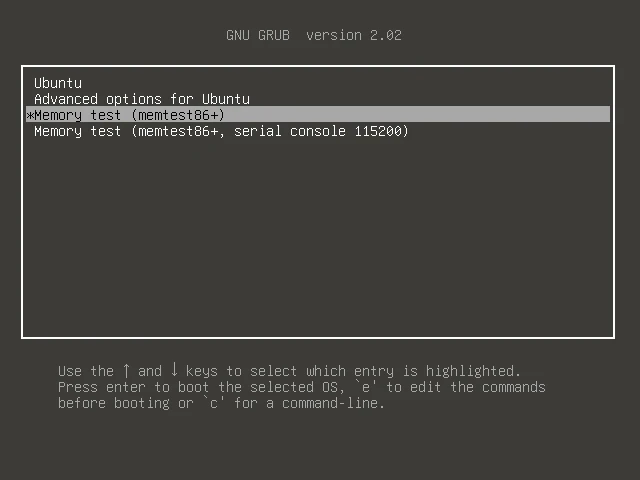 GNU GRUB version 2.02
Ubuntu
Advanced options for Ubuntu
*Memory test (memtest86+)
Memory test (memtest86+, serial console 115200)
Use the ↑ and ↓ keys to select which entry is highlighted.
Press enter to boot the selected OS, `e' to edit the commands
before booting or `c' for a command-line.